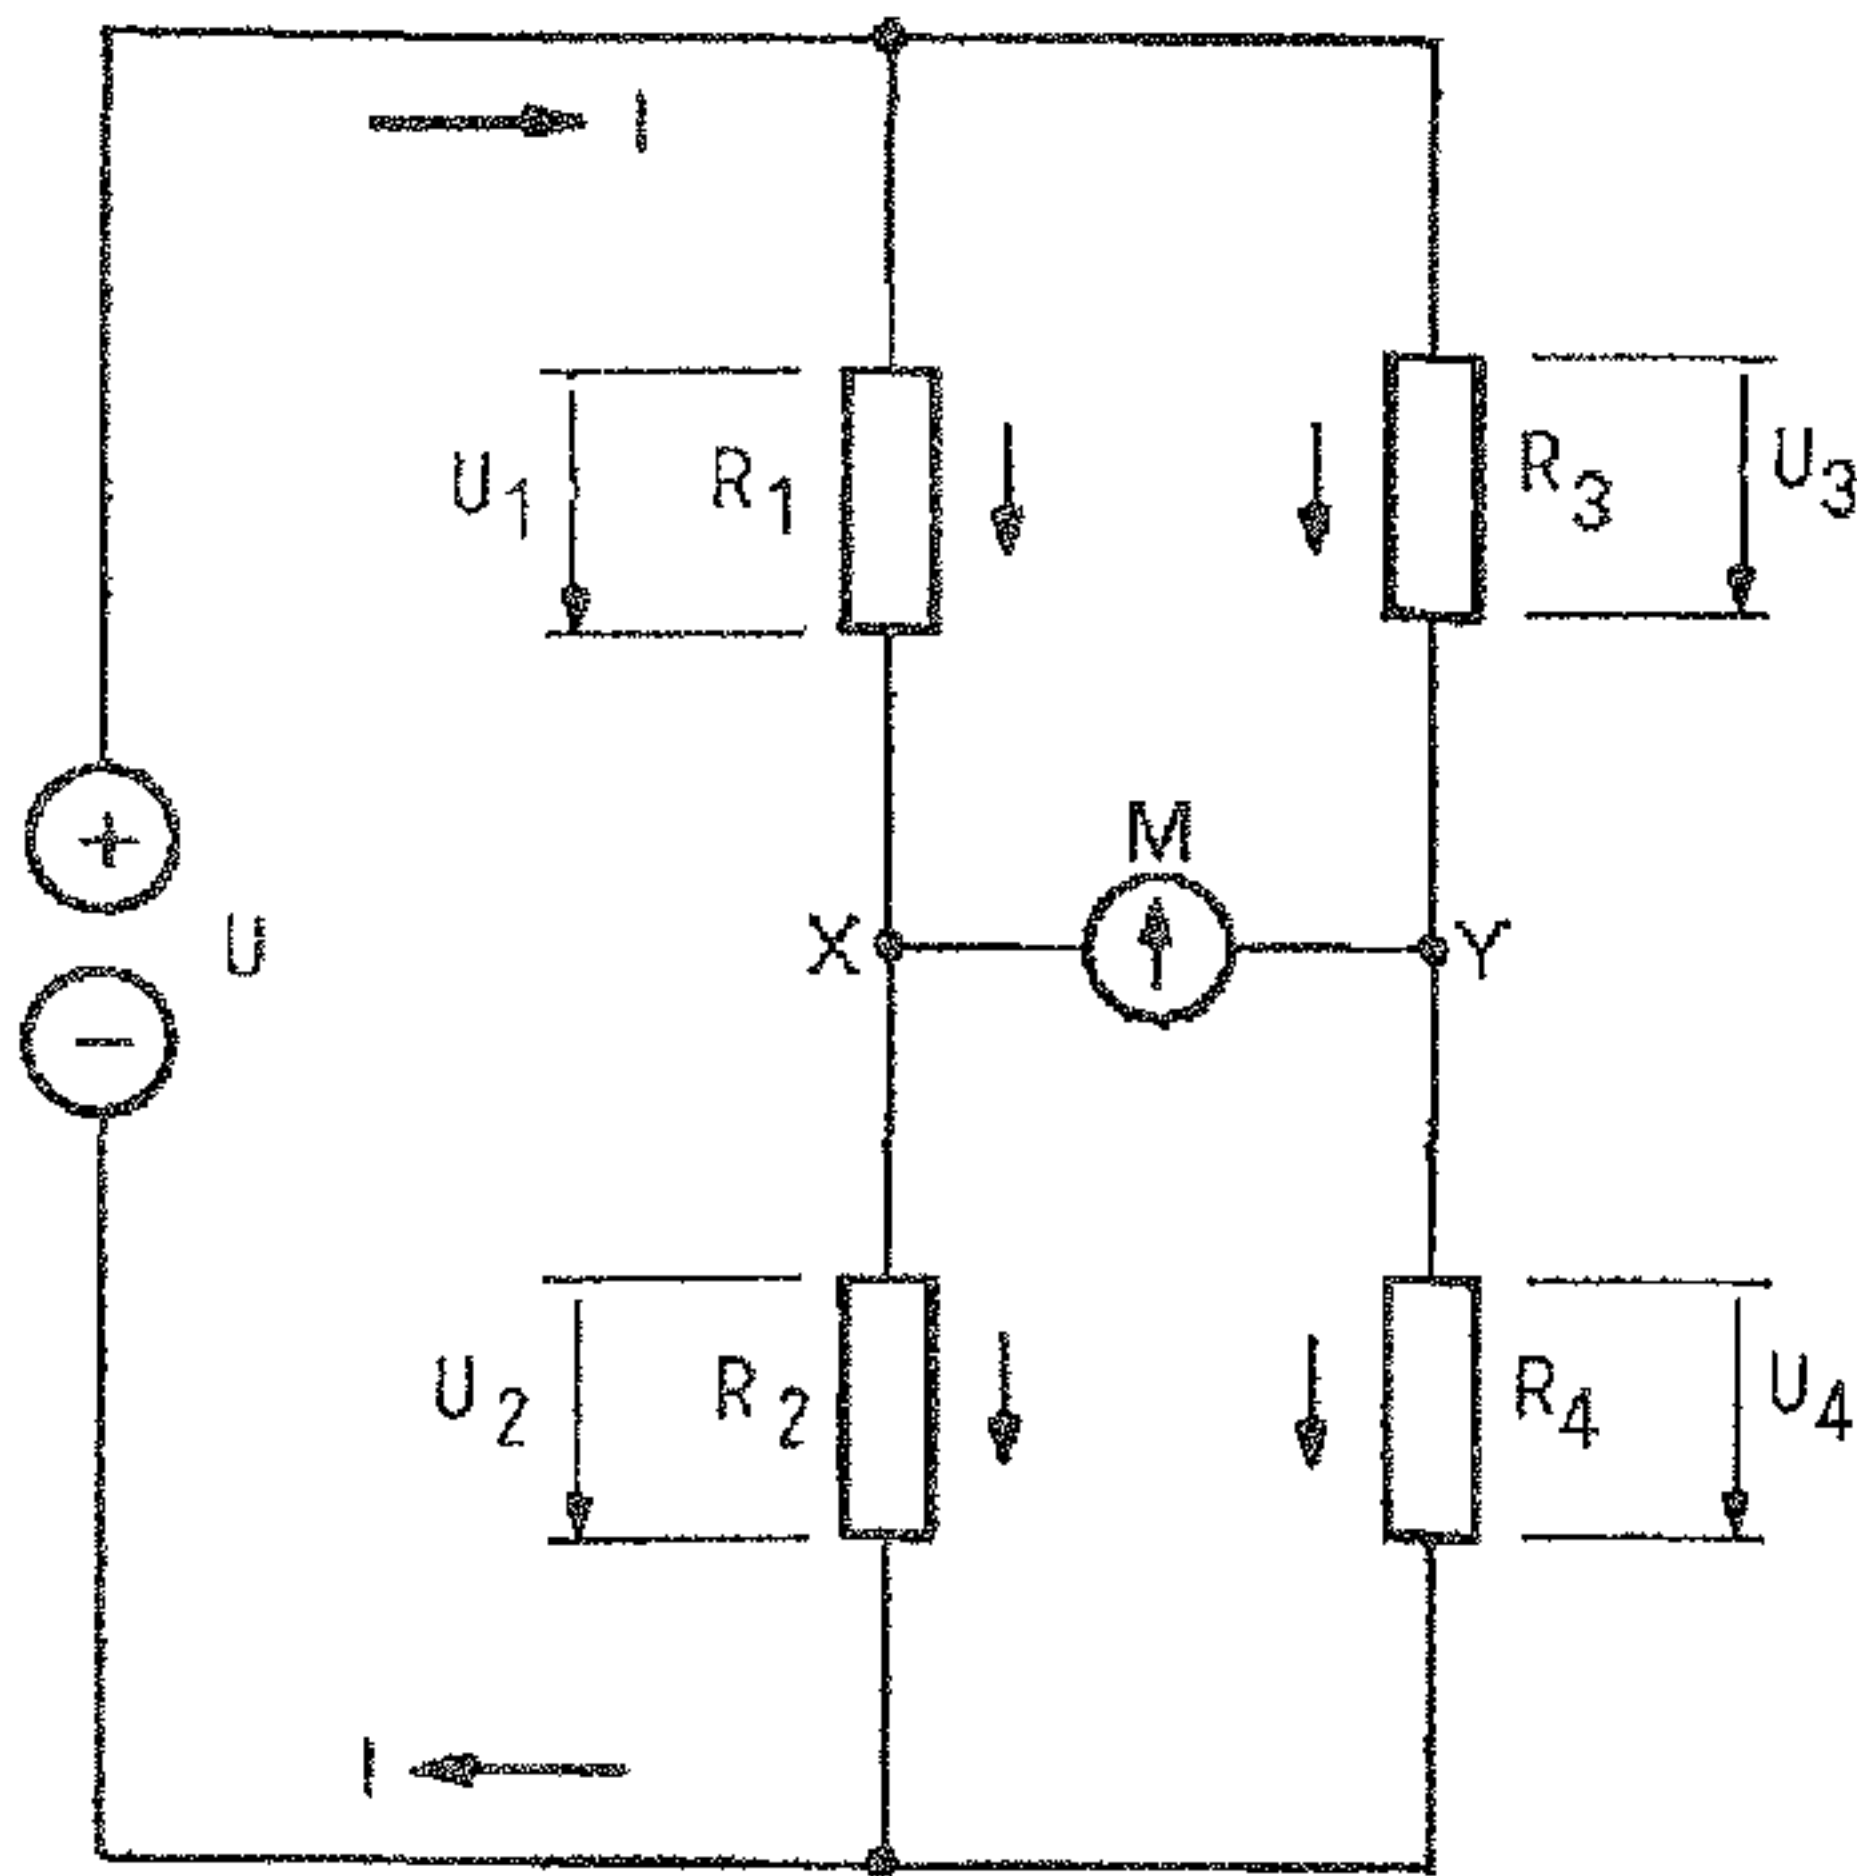 I
U₁ R₁ R₃ U₃
+
M
U X Y
−
U₂ R₂ R₄ U₄
I